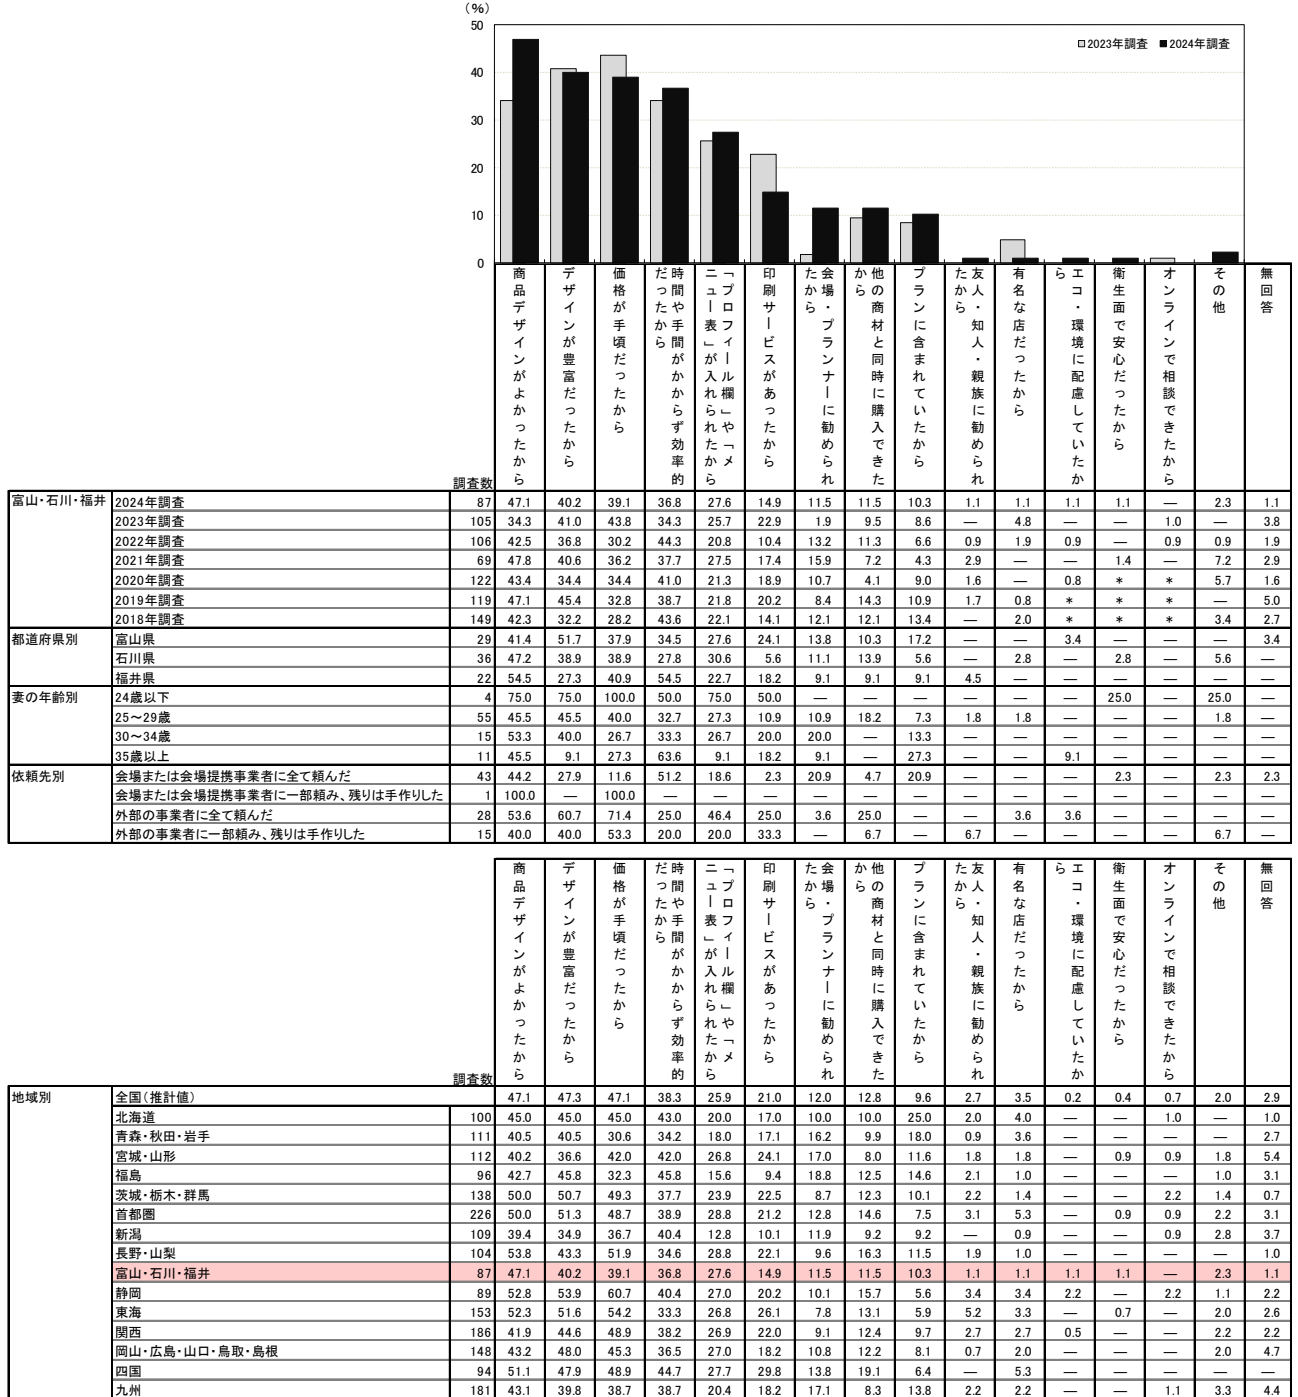 (%)
50
40
30
20
10
0
□2023年調査 ■2024年調査
調査数
商品デザインがよかったから
デザインが豊富だったから
価格が手頃だったから
時間や手間がかからず効率的だったから
「プロフィール欄」や「メニュー表」が入れられたから
印刷サービスがあったから
会場・プランナーに勧められたから
他の商材と同時に購入できたから
プランに含まれていたから
友人・知人・親族に勧められたから
有名な店だったから
エコ・環境に配慮していたから
衛生面で安心だったから
オンラインで相談できたから
その他
無回答
富山・石川・福井 2024年調査 87 47.1 40.2 39.1 36.8 27.6 14.9 11.5 11.5 10.3 1.1 1.1 1.1 1.1 — 2.3 1.1
2023年調査 105 34.3 41.0 43.8 34.3 25.7 22.9 1.9 9.5 8.6 — 4.8 — — 1.0 — 3.8
2022年調査 106 42.5 36.8 30.2 44.3 20.8 10.4 13.2 11.3 6.6 0.9 1.9 0.9 — 0.9 0.9 1.9
2021年調査 69 47.8 40.6 36.2 37.7 27.5 17.4 15.9 7.2 4.3 2.9 — — 1.4 — 7.2 2.9
2020年調査 122 43.4 34.4 34.4 41.0 21.3 18.9 10.7 4.1 9.0 1.6 — 0.8 * * 5.7 1.6
2019年調査 119 47.1 45.4 32.8 38.7 21.8 20.2 8.4 14.3 10.9 1.7 0.8 * * * — 5.0
2018年調査 149 42.3 32.2 28.2 43.6 22.1 14.1 12.1 12.1 13.4 — 2.0 * * * 3.4 2.7
都道府県別 富山県 29 41.4 51.7 37.9 34.5 27.6 24.1 13.8 10.3 17.2 — — 3.4 — — — 3.4
石川県 36 47.2 38.9 38.9 27.8 30.6 5.6 11.1 13.9 5.6 — 2.8 — 2.8 — 5.6 —
福井県 22 54.5 27.3 40.9 54.5 22.7 18.2 9.1 9.1 9.1 4.5 — — — — — —
妻の年齢別 24歳以下 4 75.0 75.0 100.0 50.0 75.0 50.0 — — — — — — 25.0 — 25.0 —
25～29歳 55 45.5 45.5 40.0 32.7 27.3 10.9 10.9 18.2 7.3 1.8 1.8 — — — 1.8 —
30～34歳 15 53.3 40.0 26.7 33.3 26.7 20.0 20.0 — 13.3 — — — — — — —
35歳以上 11 45.5 9.1 27.3 63.6 9.1 18.2 9.1 — 27.3 — — 9.1 — — — —
依頼先別 会場または会場提携事業者に全て頼んだ 43 44.2 27.9 11.6 51.2 18.6 2.3 20.9 4.7 20.9 — — — 2.3 — 2.3 2.3
会場または会場提携事業者に一部頼み、残りは手作りした 1 100.0 — 100.0 — — — — — — — — — — — — —
外部の事業者に全て頼んだ 28 53.6 60.7 71.4 25.0 46.4 25.0 3.6 25.0 — — 3.6 3.6 — — — —
外部の事業者に一部頼み、残りは手作りした 15 40.0 40.0 53.3 20.0 20.0 33.3 — 6.7 — 6.7 — — — — 6.7 —
調査数
商品デザインがよかったから
デザインが豊富だったから
価格が手頃だったから
時間や手間がかからず効率的だったから
「プロフィール欄」や「メニュー表」が入れられたから
印刷サービスがあったから
会場・プランナーに勧められたから
他の商材と同時に購入できたから
プランに含まれていたから
友人・知人・親族に勧められたから
有名な店だったから
エコ・環境に配慮していたから
衛生面で安心だったから
オンラインで相談できたから
その他
無回答
地域別 全国(推計値) 47.1 47.3 47.1 38.3 25.9 21.0 12.0 12.8 9.6 2.7 3.5 0.2 0.4 0.7 2.0 2.9
北海道 100 45.0 45.0 45.0 43.0 20.0 17.0 10.0 10.0 25.0 2.0 4.0 — — 1.0 — 1.0
青森・秋田・岩手 111 40.5 40.5 30.6 34.2 18.0 17.1 16.2 9.9 18.0 0.9 3.6 — — — — 2.7
宮城・山形 112 40.2 36.6 42.0 42.0 26.8 24.1 17.0 8.0 11.6 1.8 1.8 — 0.9 0.9 1.8 5.4
福島 96 42.7 45.8 32.3 45.8 15.6 9.4 18.8 12.5 14.6 2.1 1.0 — — — 1.0 3.1
茨城・栃木・群馬 138 50.0 50.7 49.3 37.7 23.9 22.5 8.7 12.3 10.1 2.2 1.4 — — 2.2 1.4 0.7
首都圏 226 50.0 51.3 48.7 38.9 28.8 21.2 12.8 14.6 7.5 3.1 5.3 — 0.9 0.9 2.2 3.1
新潟 109 39.4 34.9 36.7 40.4 12.8 10.1 11.9 9.2 9.2 — 0.9 — — 0.9 2.8 3.7
長野・山梨 104 53.8 43.3 51.9 34.6 28.8 22.1 9.6 16.3 11.5 1.9 1.0 — — — — 1.0
富山・石川・福井 87 47.1 40.2 39.1 36.8 27.6 14.9 11.5 11.5 10.3 1.1 1.1 1.1 1.1 — 2.3 1.1
静岡 89 52.8 53.9 60.7 40.4 27.0 20.2 10.1 15.7 5.6 3.4 3.4 2.2 — 2.2 1.1 2.2
東海 153 52.3 51.6 54.2 33.3 26.8 26.1 7.8 13.1 5.9 5.2 3.3 — 0.7 — 2.0 2.6
関西 186 41.9 44.6 48.9 38.2 26.9 22.0 9.1 12.4 9.7 2.7 2.7 0.5 — — 2.2 2.2
岡山・広島・山口・鳥取・島根 148 43.2 48.0 45.3 36.5 27.0 18.2 10.8 12.2 8.1 0.7 2.0 — — — 2.0 4.7
四国 94 51.1 47.9 48.9 44.7 27.7 29.8 13.8 19.1 6.4 — 5.3 — — — — —
九州 181 43.1 39.8 38.7 38.7 20.4 18.2 17.1 8.3 13.8 2.2 2.2 — — 1.1 3.3 4.4